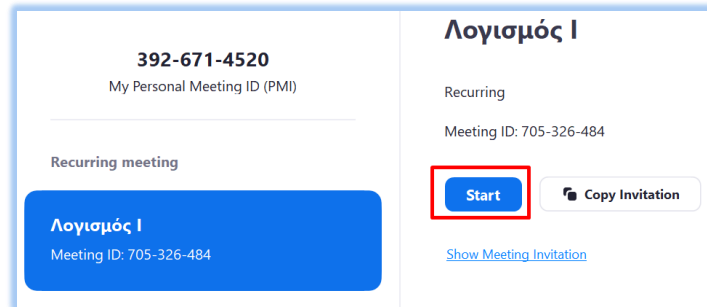 392-671-4520
My Personal Meeting ID (PMI)
Recurring meeting
Λογισμός Ι
Meeting ID: 705-326-484
Λογισμός Ι
Recurring
Meeting ID: 705-326-484
Start
Copy Invitation
Show Meeting Invitation